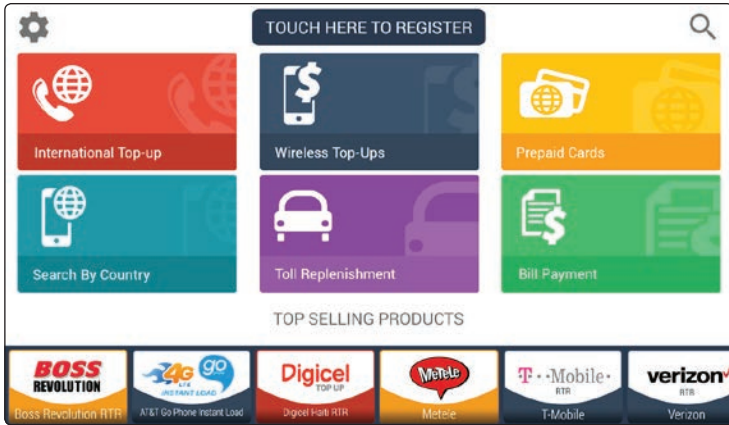 TOUCH HERE TO REGISTER
International Top-up
Wireless Top-Ups
Prepaid Cards
Search By Country
Toll Replenishment
Bill Payment
TOP SELLING PRODUCTS
BOSS
REVOLUTION
Boss Revolution RTR
4G
LTE
go
INSTANT LOAD
AT&T Go Phone Instant Load
Digicel
TOP UP
Digicel Haiti RTR
Metele
Metele
T··Mobile·
RTR
T-Mobile
verizon
RTR
Verizon